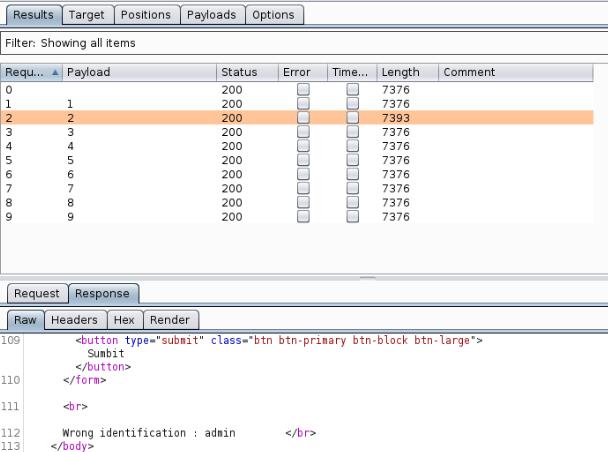 Results Target Positions Payloads Options
Filter: Showing all items
Requ... Payload Status Error Time... Length Comment
0 200 7376
1 1 200 7376
2 2 200 7393
3 3 200 7376
4 4 200 7376
5 5 200 7376
6 6 200 7376
7 7 200 7376
8 8 200 7376
9 9 200 7376
Request Response
Raw Headers Hex Render
109 <button type="submit" class="btn btn-primary btn-block btn-large">
Sumbit
</button>
110 </form>
111 <br>
112 Wrong identification : admin </br>
113 </body>